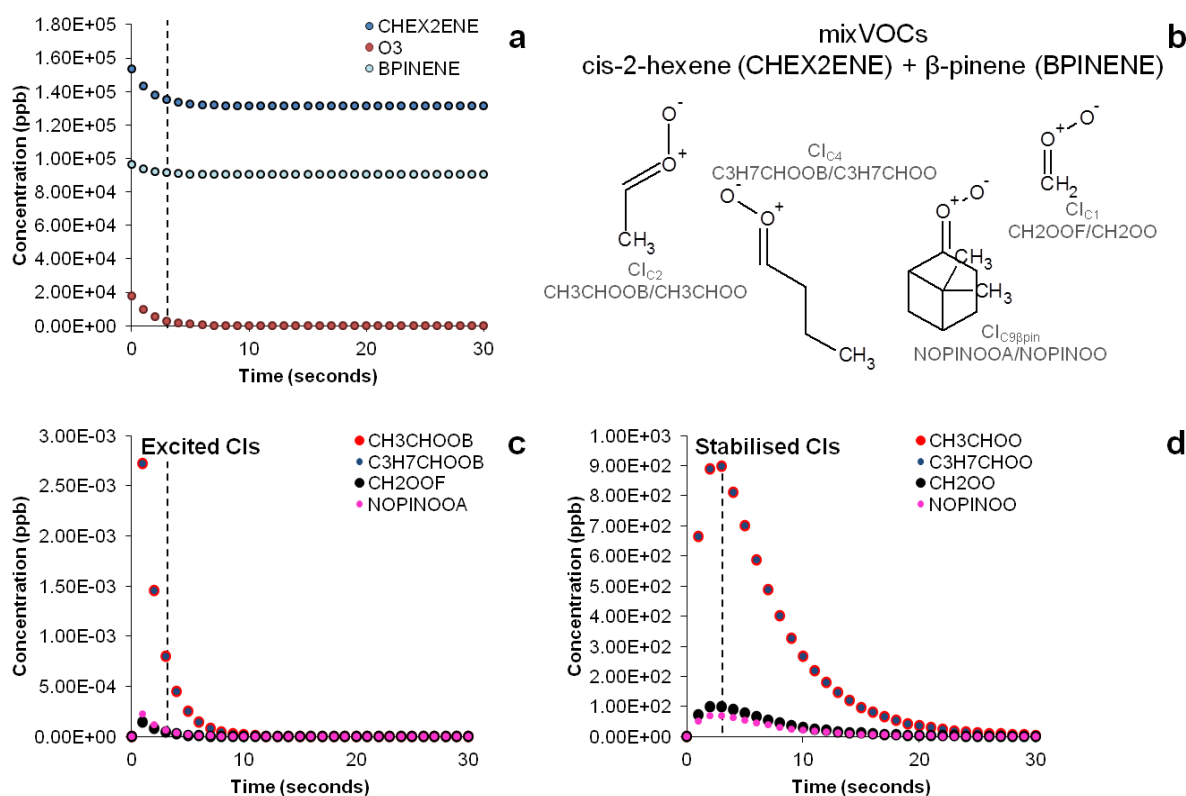 a
CHEX2ENE
O3
BPINENE
Concentration (ppb)
1.80E+05
1.60E+05
1.40E+05
1.20E+05
1.00E+05
8.00E+04
6.00E+04
4.00E+04
2.00E+04
0.00E+00
0
10
20
30
Time (seconds)
b
mixVOCs
cis-2-hexene (CHEX2ENE) + β-pinene (BPINENE)
O-
O+
CH3
CIC2
CH3CHOOB/CH3CHOO
CIC4
C3H7CHOOB/C3H7CHOO
O-
O+
CH3
O+
O-
CH3
CH3
CIC9βpin
NOPINOOA/NOPINOO
O+
O-
CH2
CIC1
CH2OOF/CH2OO
c
Excited CIs
CH3CHOOB
C3H7CHOOB
CH2OOF
NOPINOOA
Concentration (ppb)
3.00E-03
2.50E-03
2.00E-03
1.50E-03
1.00E-03
5.00E-04
0.00E+00
0
10
20
30
Time (seconds)
d
Stabilised CIs
CH3CHOO
C3H7CHOO
CH2OO
NOPINOO
Concentration (ppb)
1.00E+03
9.00E+02
8.00E+02
7.00E+02
6.00E+02
5.00E+02
4.00E+02
3.00E+02
2.00E+02
1.00E+02
0.00E+00
0
10
20
30
Time (seconds)